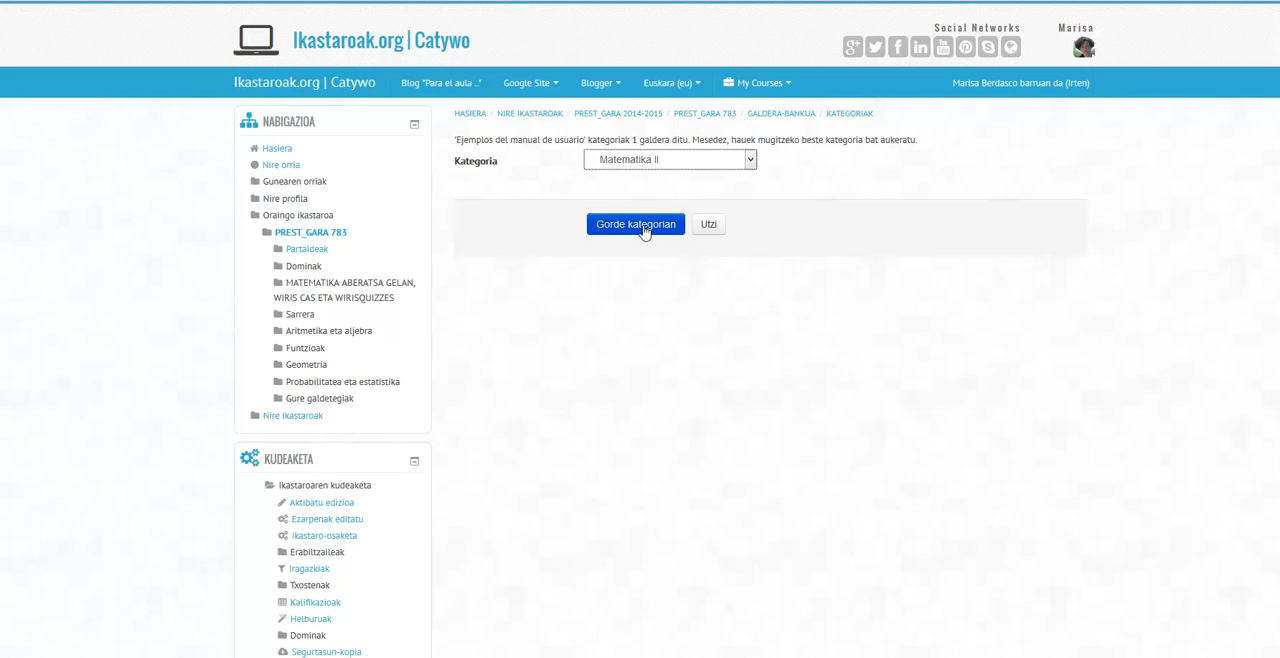 Ikastaroak.org | Catywo
Social Networks
Marisa
Ikastaroak.org | Catywo
Blog "Para el aula .."
Google Site
Blogger
Euskara (eu)
My Courses
Marisa Berdasco barruan da (Irten)
NABIGAZIOA
Hasiera
Nire orria
Gunearen orriak
Nire profila
Oraingo ikastaroa
PREST_GARA 783
Partaideak
Dominak
MATEMATIKA ABERATSA GELAN,
WIRIS CAS ETA WIRISQUIZZES
Sarrera
Aritmetika eta aljebra
Funtzioak
Geometria
Probabilitatea eta estatistika
Gure galdetegiak
Nire ikastaroak
KUDEAKETA
Ikastaroaren kudeaketa
Aktibatu edizioa
Ezarpenak editatu
Ikastaro-osaketa
Erabiltzaileak
Iragazkiak
Txostenak
Kalifikazioak
Helburuak
Dominak
Segurtasun-kopia
HASIERA / NIRE IKASTAROAK / PREST_GARA 2014-2015 / PREST_GARA 783 / GALDERA-BANKUA / KATEGORIAK
'Ejemplos del manual de usuario' kategoriak 1 galdera ditu. Mesedez, hauek mugitzeko beste kategoria bat aukeratu.
Kategoria
Matematika II
Gorde kategorian
Utzi